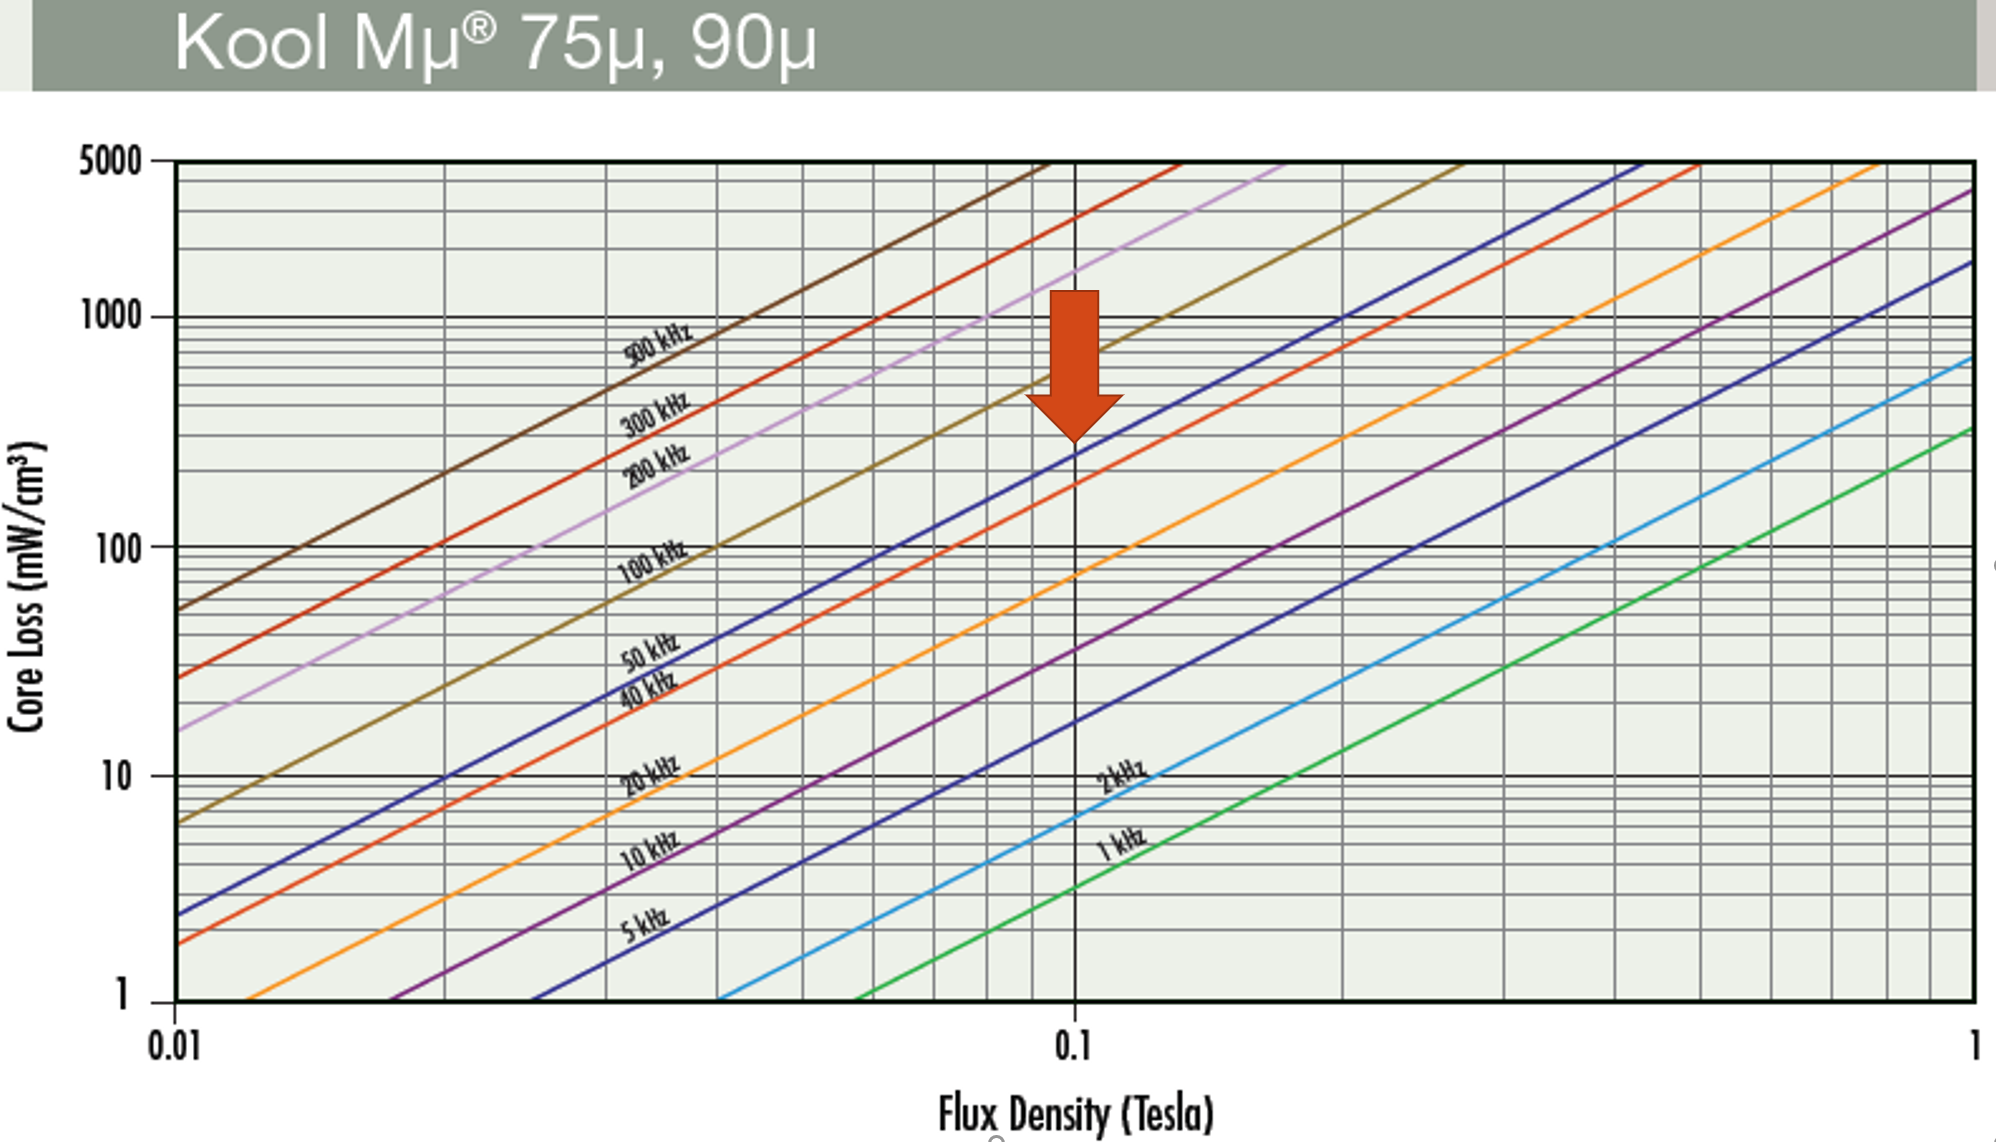 Kool Mµ® 75µ, 90µ
5000
1000
100
10
1
Core Loss (mW/cm³)
500 kHz
300 kHz
200 kHz
100 kHz
50 kHz
40 kHz
20 kHz
10 kHz
5 kHz
2 kHz
1 kHz
0.01
0.1
1
Flux Density (Tesla)